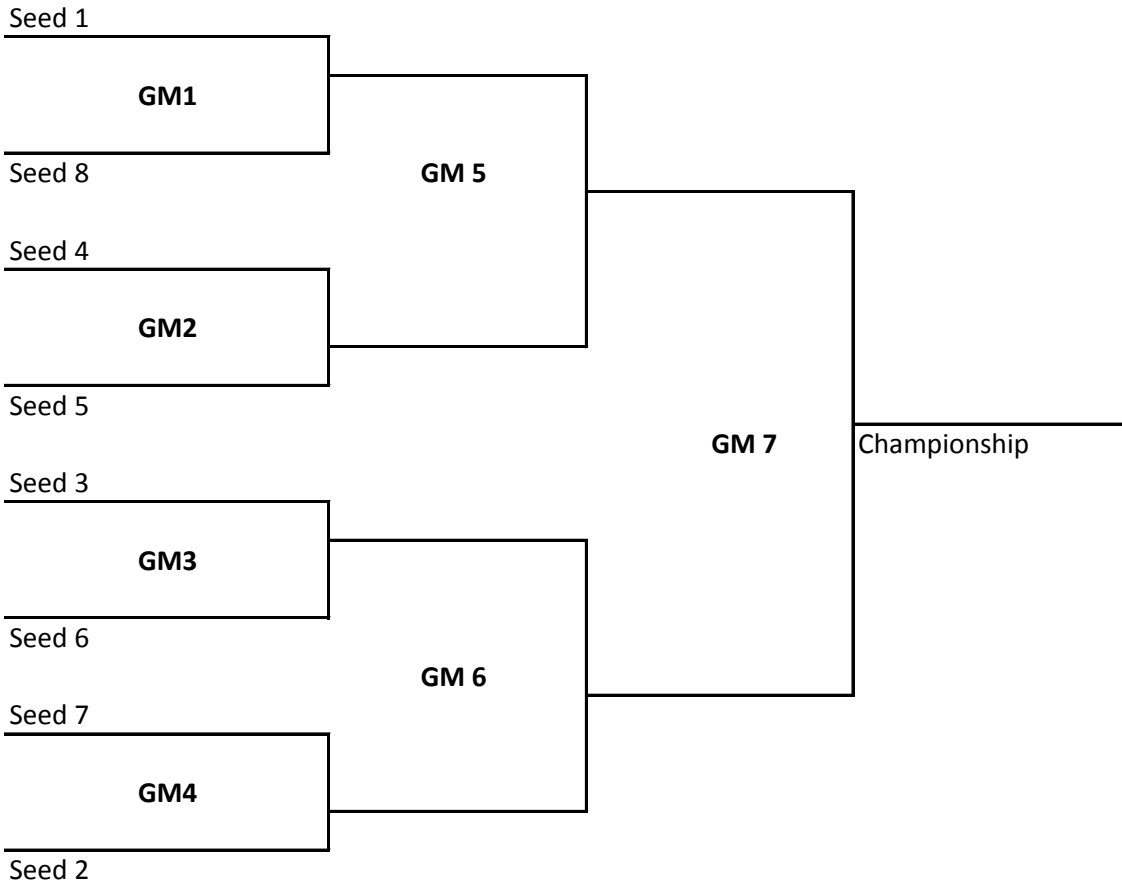 Seed 1
GM1
Seed 8
GM 5
Seed 4
GM2
Seed 5
GM 7
Championship
Seed 3
GM3
Seed 6
GM 6
Seed 7
GM4
Seed 2